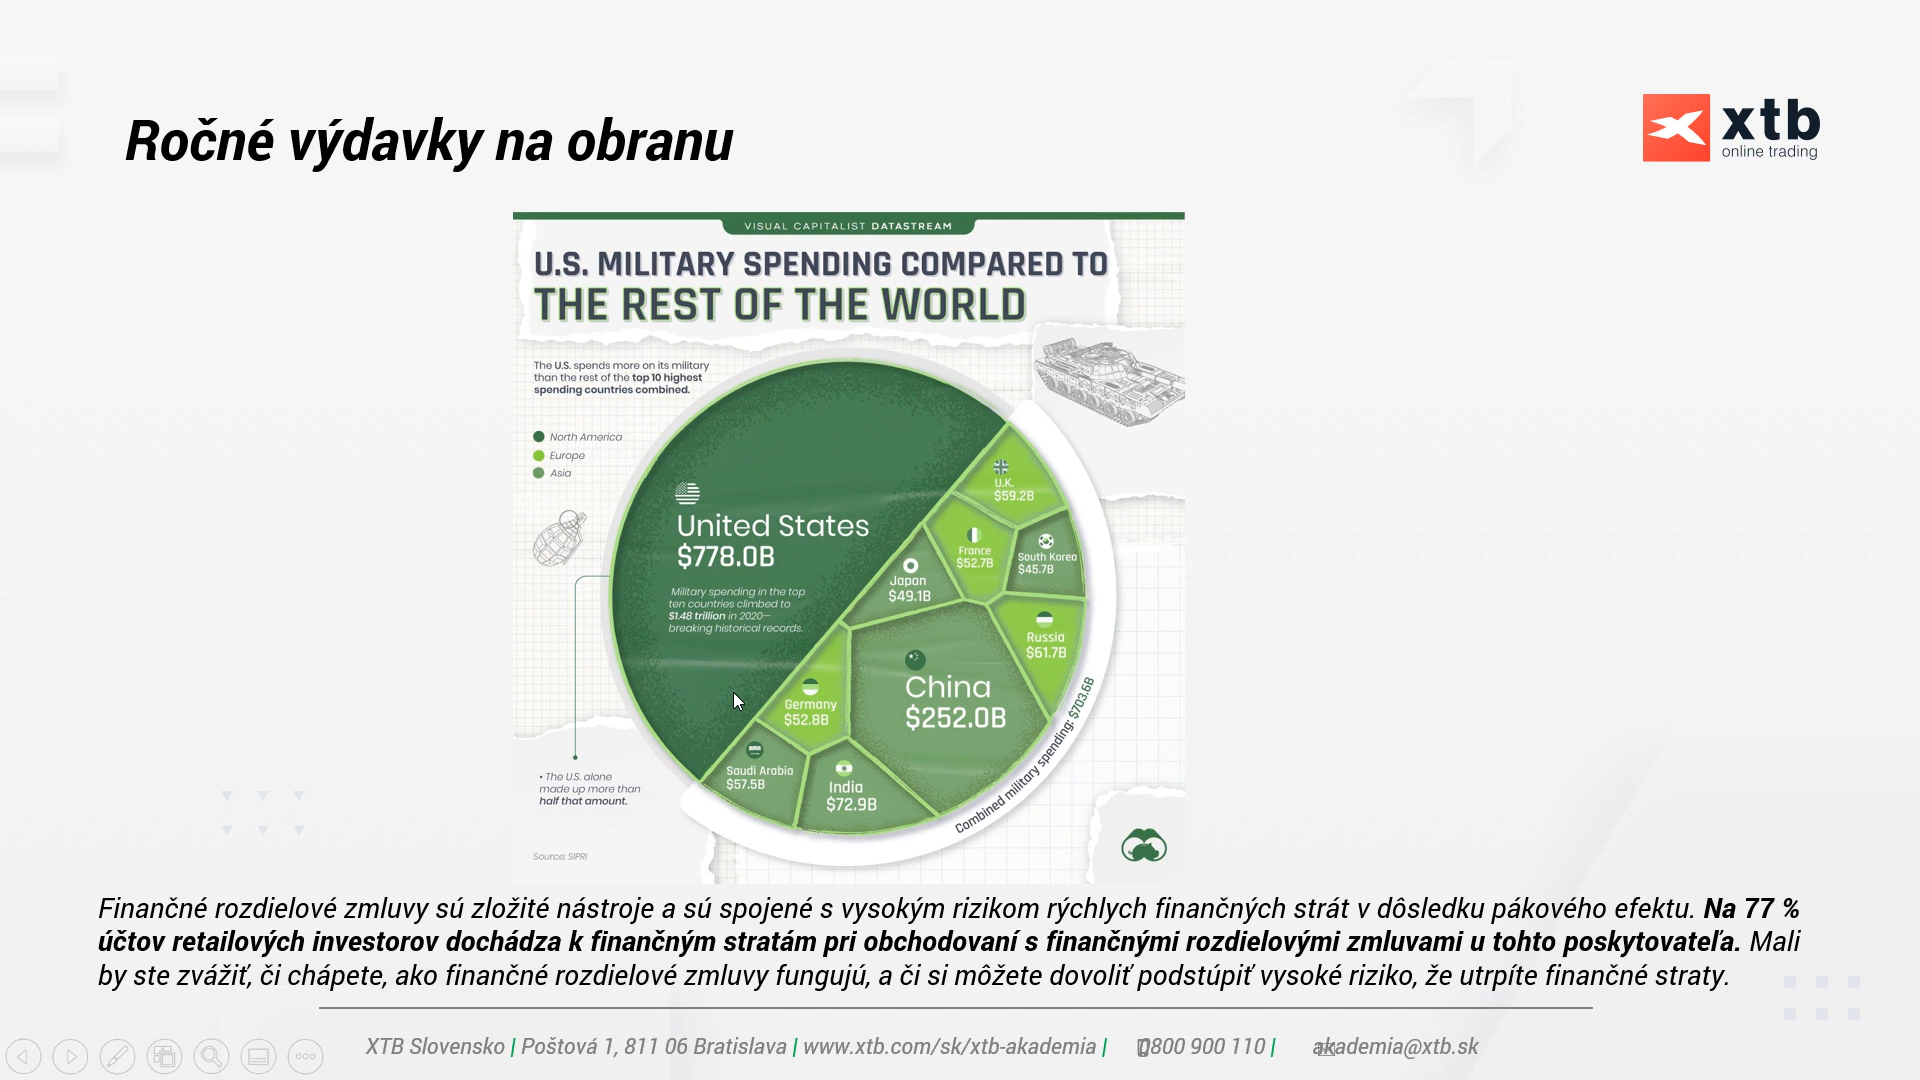 Ročné výdavky na obranu
xtb
online trading
VISUAL CAPITALIST DATASTREAM
U.S. MILITARY SPENDING COMPARED TO
THE REST OF THE WORLD
The U.S. spends more on its military
than the rest of the top 10 highest
spending countries combined.
North America
Europe
Asia
United States
$778.0B
Military spending in the top
ten countries climbed to
$1.48 trillion in 2020—
breaking historical records.
U.K.
$59.2B
France
$52.7B
South Korea
$45.7B
Japan
$49.1B
Russia
$61.7B
China
$252.0B
Germany
$52.8B
Saudi Arabia
$57.5B
India
$72.9B
Combined military spending: $703.6B
• The U.S. alone
made up more than
half that amount.
Source: SIPRI
Finančné rozdielové zmluvy sú zložité nástroje a sú spojené s vysokým rizikom rýchlych finančných strát v dôsledku pákového efektu. Na 77 %
účtov retailových investorov dochádza k finančným stratám pri obchodovaní s finančnými rozdielovými zmluvami u tohto poskytovateľa. Mali
by ste zvážiť, či chápete, ako finančné rozdielové zmluvy fungujú, a či si môžete dovoliť podstúpiť vysoké riziko, že utrpíte finančné straty.
XTB Slovensko | Poštová 1, 811 06 Bratislava | www.xtb.com/sk/xtb-akademia | 0800 900 110 | akademia@xtb.sk